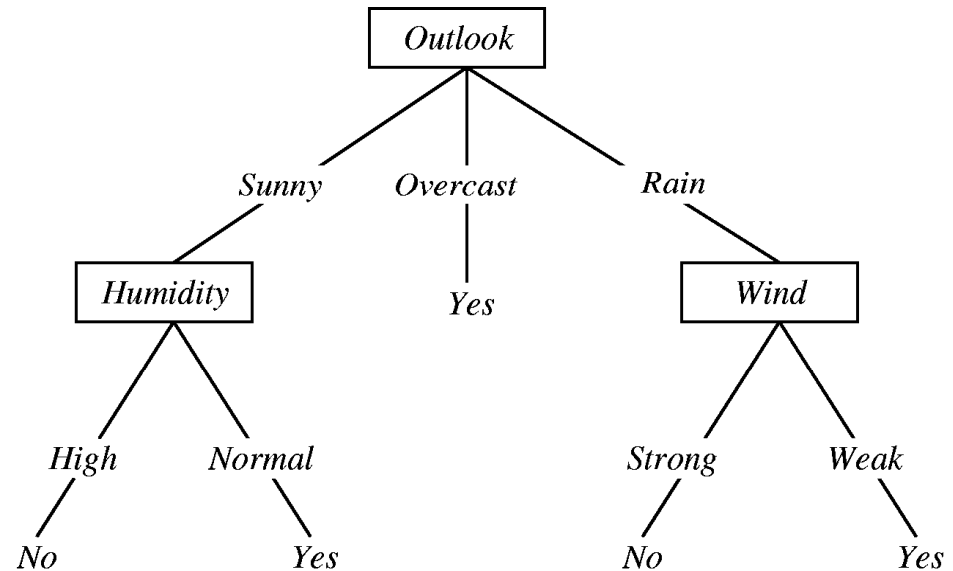 Outlook
Sunny Overcast Rain
Humidity Yes Wind
High Normal Strong Weak
No Yes No Yes